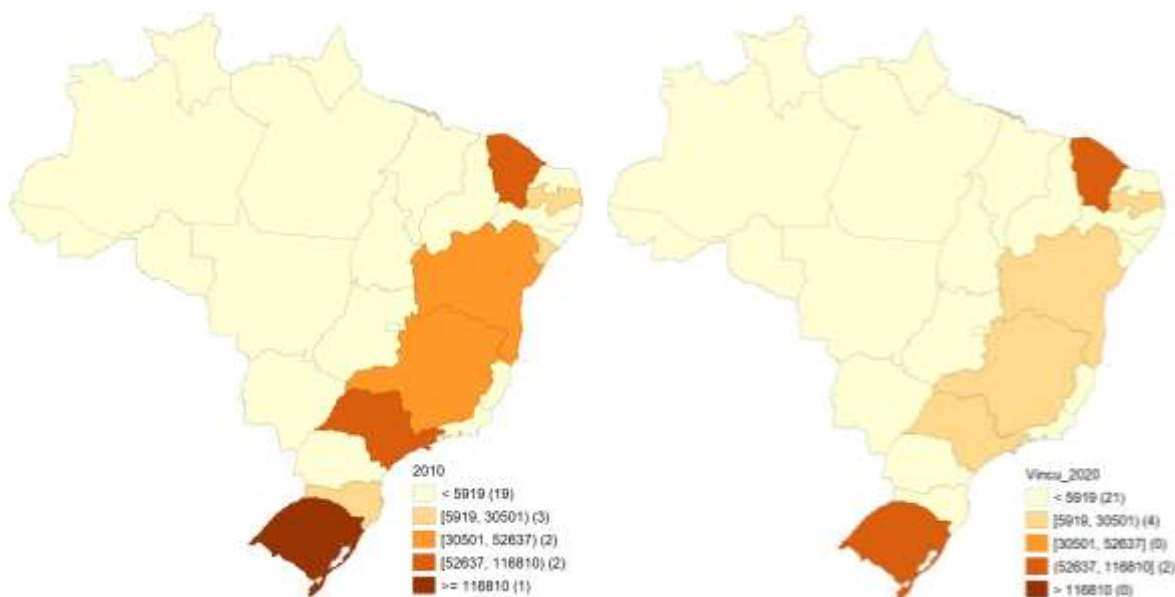 2010
< 5919 (19)
[5919, 30501) (3)
[30501, 52637) (2)
[52637, 116810) (2)
>= 116810 (1)
Vincu_2020
< 5919 (21)
[5919, 30501) (4)
[30501, 52637] (0)
(52637, 116810] (2)
> 116810 (0)